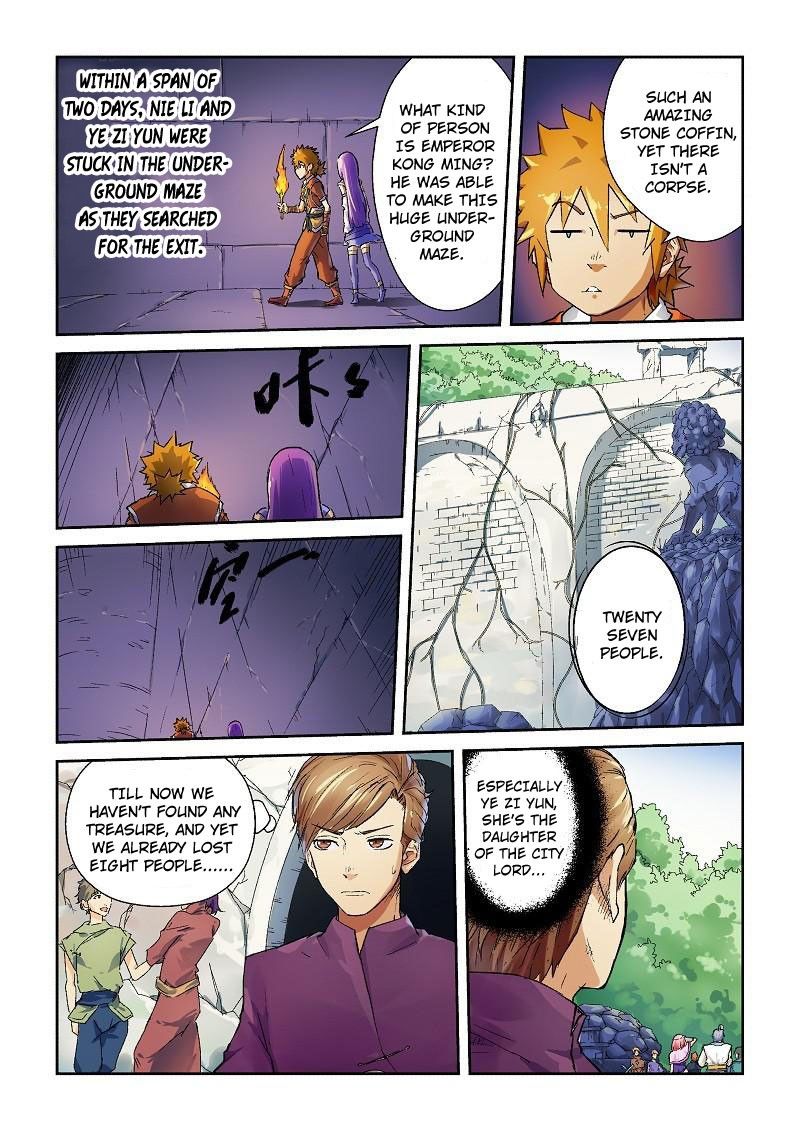 WITHIN A SPAN OF
TWO DAYS, NIE LI AND
YE ZI YUN WERE
STUCK IN THE UNDER-
GROUND MAZE
AS THEY SEARCHED
FOR THE EXIT.
WHAT KIND
OF PERSON
IS EMPEROR
KONG MING?
HE WAS ABLE
TO MAKE THIS
HUGE UNDER-
GROUND
MAZE.
SUCH AN
AMAZING
STONE COFFIN,
YET THERE
ISN'T A
CORPSE.
咔
TWENTY
SEVEN
PEOPLE.
TILL NOW WE
HAVEN'T FOUND ANY
TREASURE, AND YET
WE ALREADY LOST
EIGHT PEOPLE......
ESPECIALLY
YE ZI YUN,
SHE'S THE
DAUGHTER
OF THE CITY
LORD...